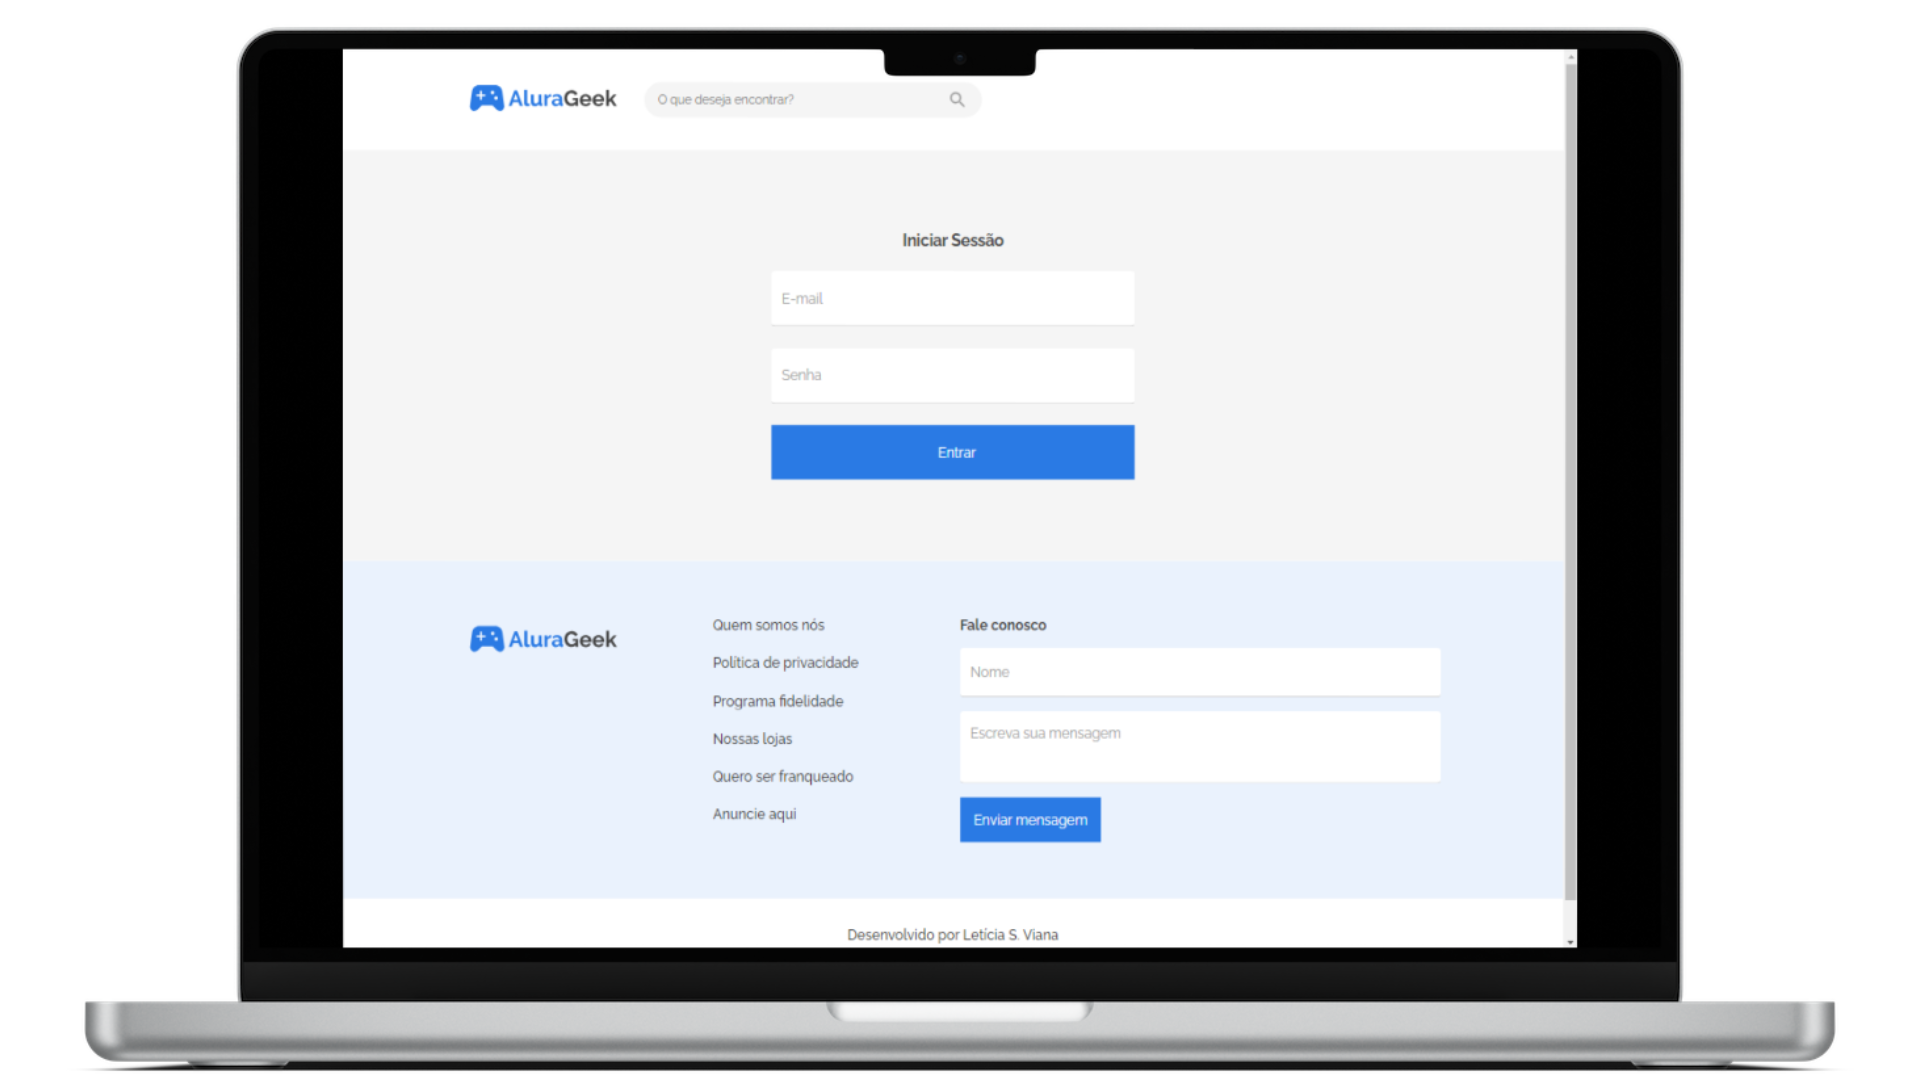 AluraGeek
O que deseja encontrar?
Iniciar Sessão
E-mail
Senha
Entrar
AluraGeek
Quem somos nós
Política de privacidade
Programa fidelidade
Nossas lojas
Quero ser franqueado
Anuncie aqui
Fale conosco
Nome
Escreva sua mensagem
Enviar mensagem
Desenvolvido por Letícia S. Viana